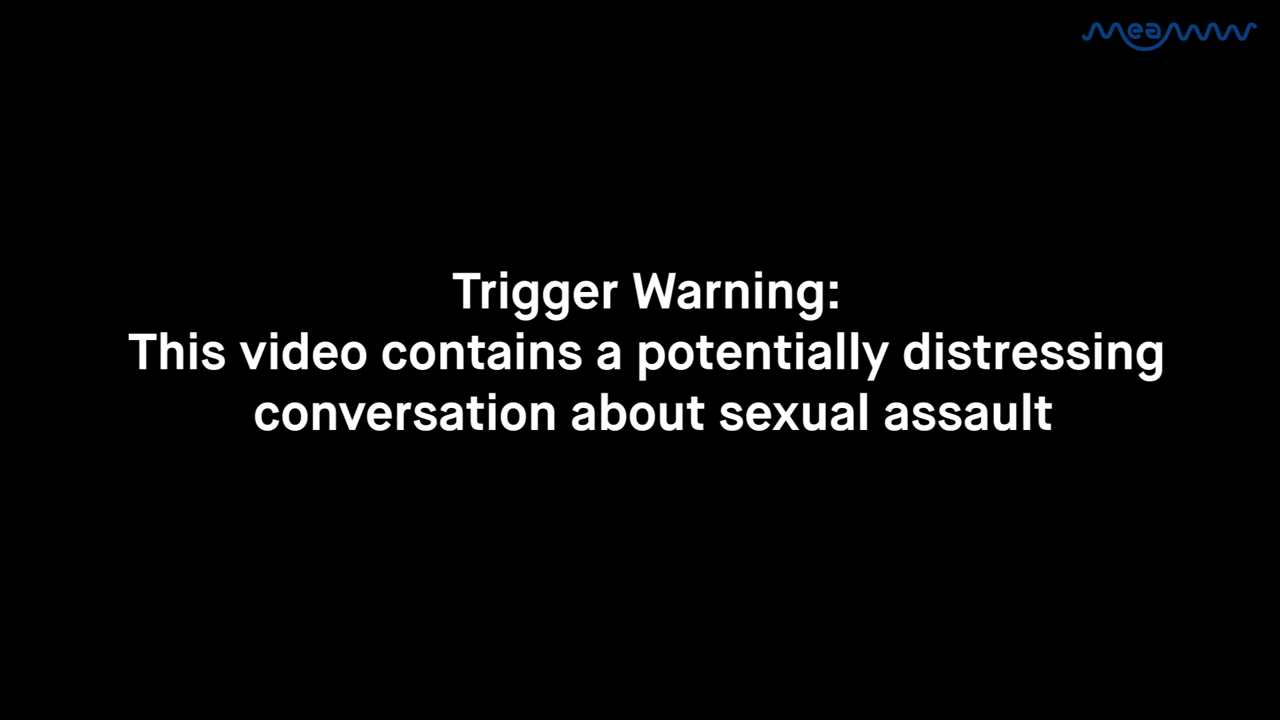 meaww
Trigger Warning:
This video contains a potentially distressing
conversation about sexual assault